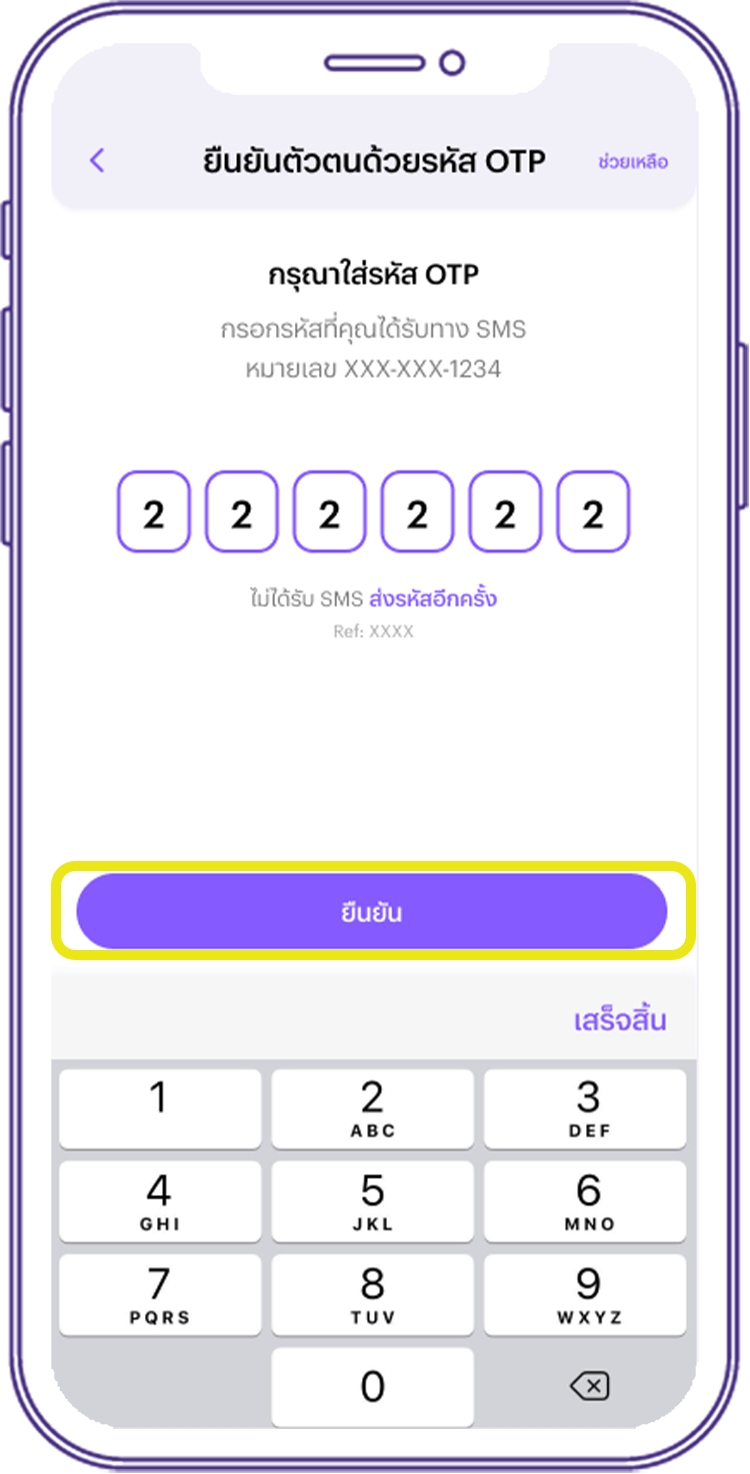 ยืนยันตัวตนด้วยรหัส OTP ช่วยเหลือ
กรุณาใส่รหัส OTP
กรอกรหัสที่คุณได้รับทาง SMS
หมายเลข XXX-XXX-1234
2 2 2 2 2 2
ไม่ได้รับ SMS ส่งรหัสอีกครั้ง
Ref: XXXX
ยืนยัน
เสร็จสิ้น
1 2 3
ABC DEF
4 5 6
GHI JKL MNO
7 8 9
PQRS TUV WXYZ
0